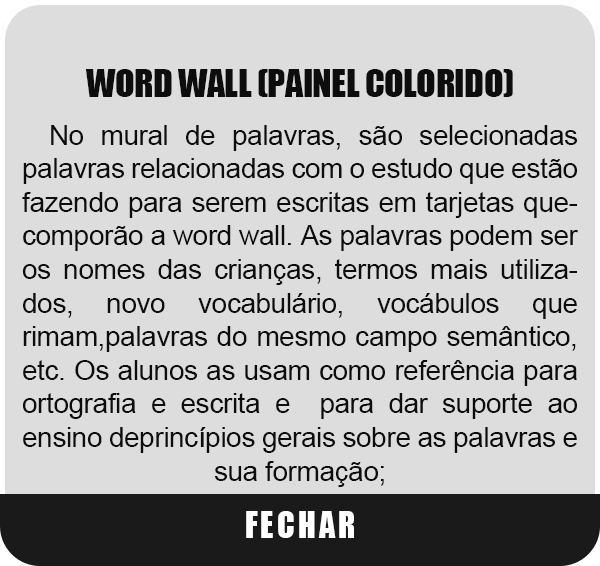 WORD WALL (PAINEL COLORIDO)
No mural de palavras, são selecionadas
palavras relacionadas com o estudo que estão
fazendo para serem escritas em tarjetas que-
comporão a word wall. As palavras podem ser
os nomes das crianças, termos mais utiliza-
dos, novo vocabulário, vocábulos que
rimam,palavras do mesmo campo semântico,
etc. Os alunos as usam como referência para
ortografia e escrita e  para dar suporte ao
ensino deprincípios gerais sobre as palavras e
sua formação;
FECHAR